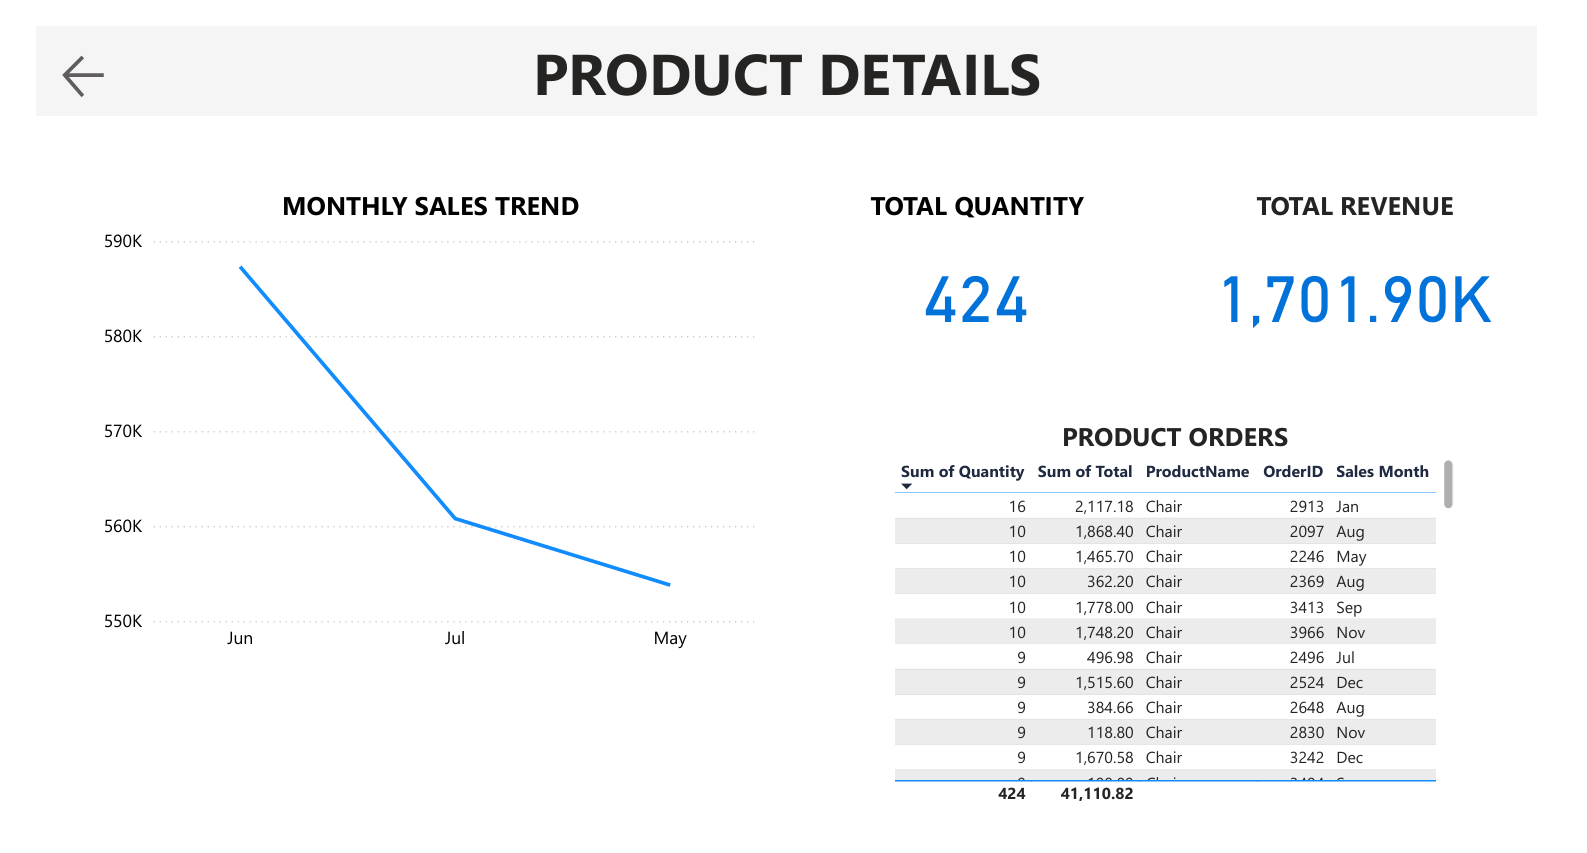 PRODUCT DETAILS
MONTHLY SALES TREND
590K
580K
570K
560K
550K
Jun Jul May
TOTAL QUANTITY
424
TOTAL REVENUE
1,701.90K
PRODUCT ORDERS
Sum of Quantity Sum of Total ProductName OrderID Sales Month
16 2,117.18 Chair 2913 Jan
10 1,868.40 Chair 2097 Aug
10 1,465.70 Chair 2246 May
10 362.20 Chair 2369 Aug
10 1,778.00 Chair 3413 Sep
10 1,748.20 Chair 3966 Nov
9 496.98 Chair 2496 Jul
9 1,515.60 Chair 2524 Dec
9 384.66 Chair 2648 Aug
9 118.80 Chair 2830 Nov
9 1,670.58 Chair 3242 Dec
424 41,110.82